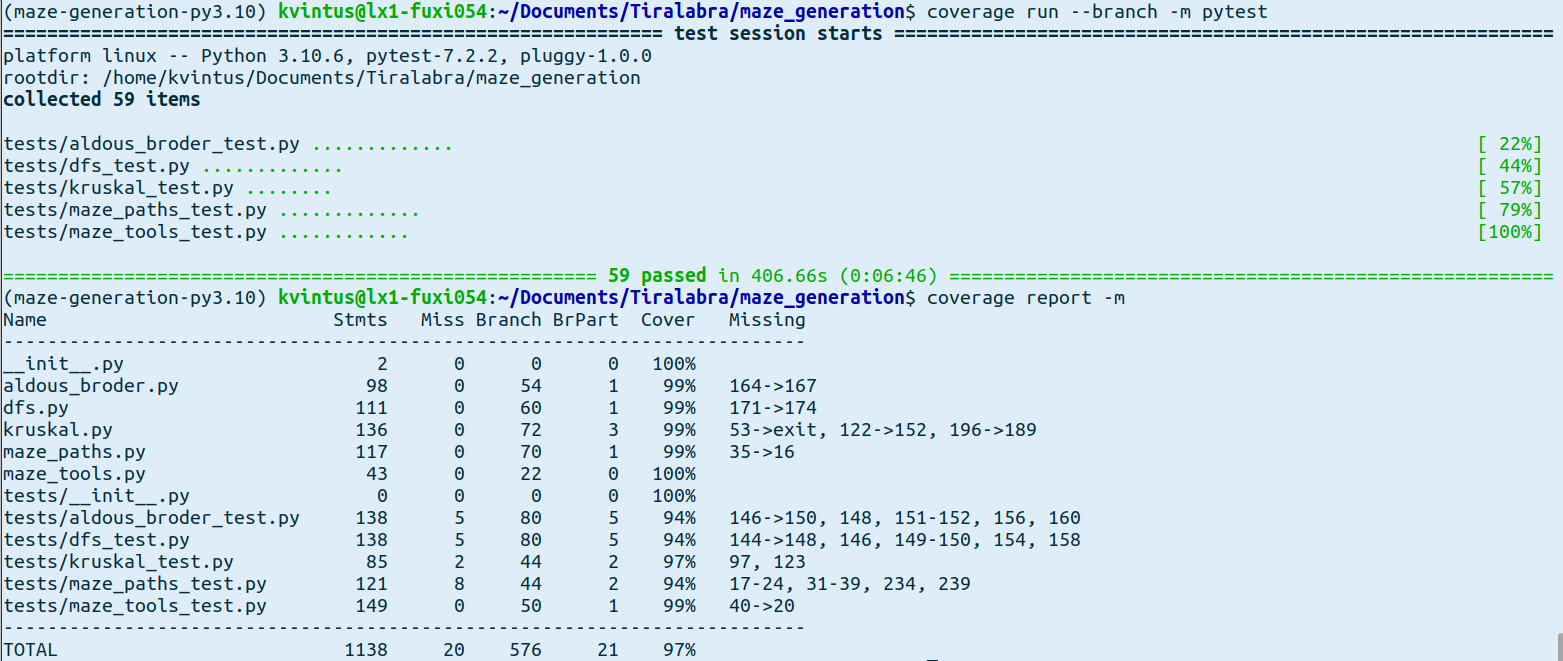 (maze-generation-py3.10) kvintus@lx1-fuxi054:~/Documents/Tiralabra/maze_generation$ coverage run --branch -m pytest
============================================================ test session starts ============================================================
platform linux -- Python 3.10.6, pytest-7.2.2, pluggy-1.0.0
rootdir: /home/kvintus/Documents/Tiralabra/maze_generation
collected 59 items
tests/aldous_broder_test.py ............. [ 22%]
tests/dfs_test.py ............. [ 44%]
tests/kruskal_test.py ........ [ 57%]
tests/maze_paths_test.py ............. [ 79%]
tests/maze_tools_test.py ............ [100%]
====================================================== 59 passed in 406.66s (0:06:46) =======================================================
(maze-generation-py3.10) kvintus@lx1-fuxi054:~/Documents/Tiralabra/maze_generation$ coverage report -m
Name                          Stmts   Miss Branch BrPart  Cover   Missing
-------------------------------------------------------------------------
__init__.py                       2      0      0      0   100%
aldous_broder.py                 98      0     54      1    99%   164->167
dfs.py                          111      0     60      1    99%   171->174
kruskal.py                      136      0     72      3    99%   53->exit, 122->152, 196->189
maze_paths.py                   117      0     70      1    99%   35->16
maze_tools.py                    43      0     22      0   100%
tests/__init__.py                 0      0      0      0   100%
tests/aldous_broder_test.py     138      5     80      5    94%   146->150, 148, 151-152, 156, 160
tests/dfs_test.py               138      5     80      5    94%   144->148, 146, 149-150, 154, 158
tests/kruskal_test.py            85      2     44      2    97%   97, 123
tests/maze_paths_test.py        121      8     44      2    94%   17-24, 31-39, 234, 239
tests/maze_tools_test.py        149      0     50      1    99%   40->20
-------------------------------------------------------------------------
TOTAL                          1138     20    576     21    97%